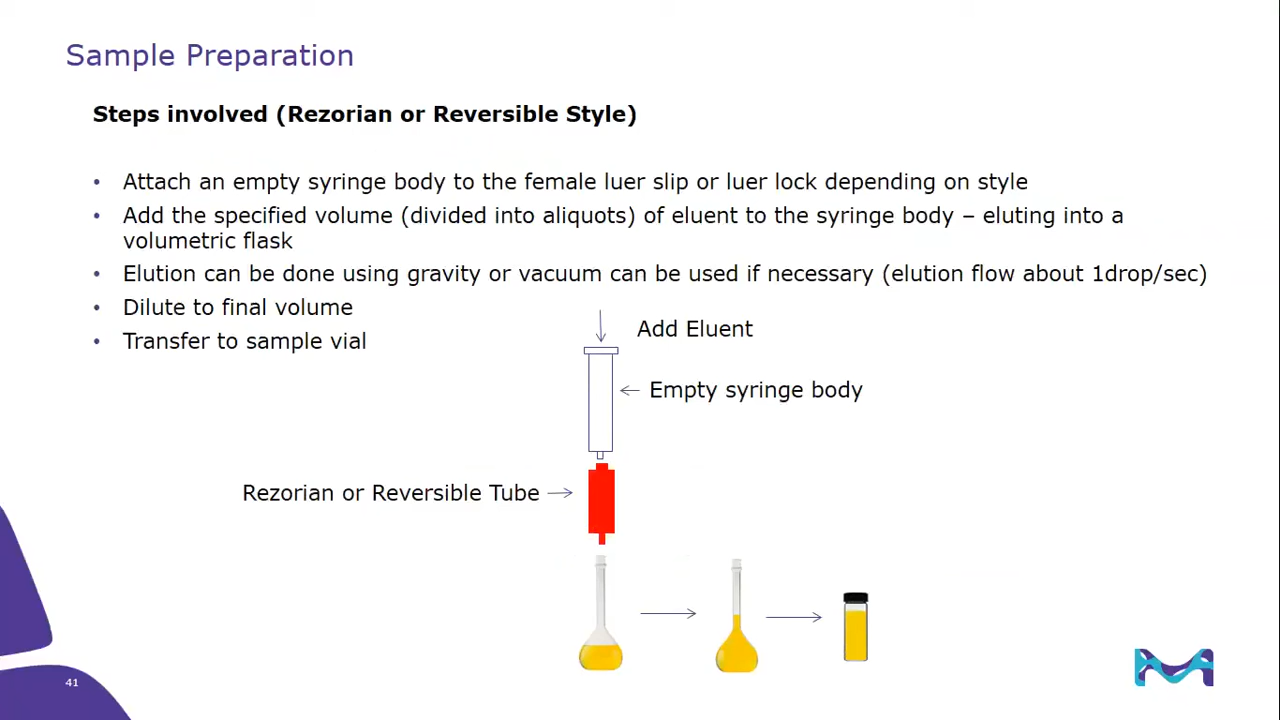 Sample Preparation
Steps involved (Rezorian or Reversible Style)
• Attach an empty syringe body to the female luer slip or luer lock depending on style
• Add the specified volume (divided into aliquots) of eluent to the syringe body – eluting into a
volumetric flask
• Elution can be done using gravity or vacuum can be used if necessary (elution flow about 1drop/sec)
• Dilute to final volume
• Transfer to sample vial
Add Eluent
Empty syringe body
Rezorian or Reversible Tube
41